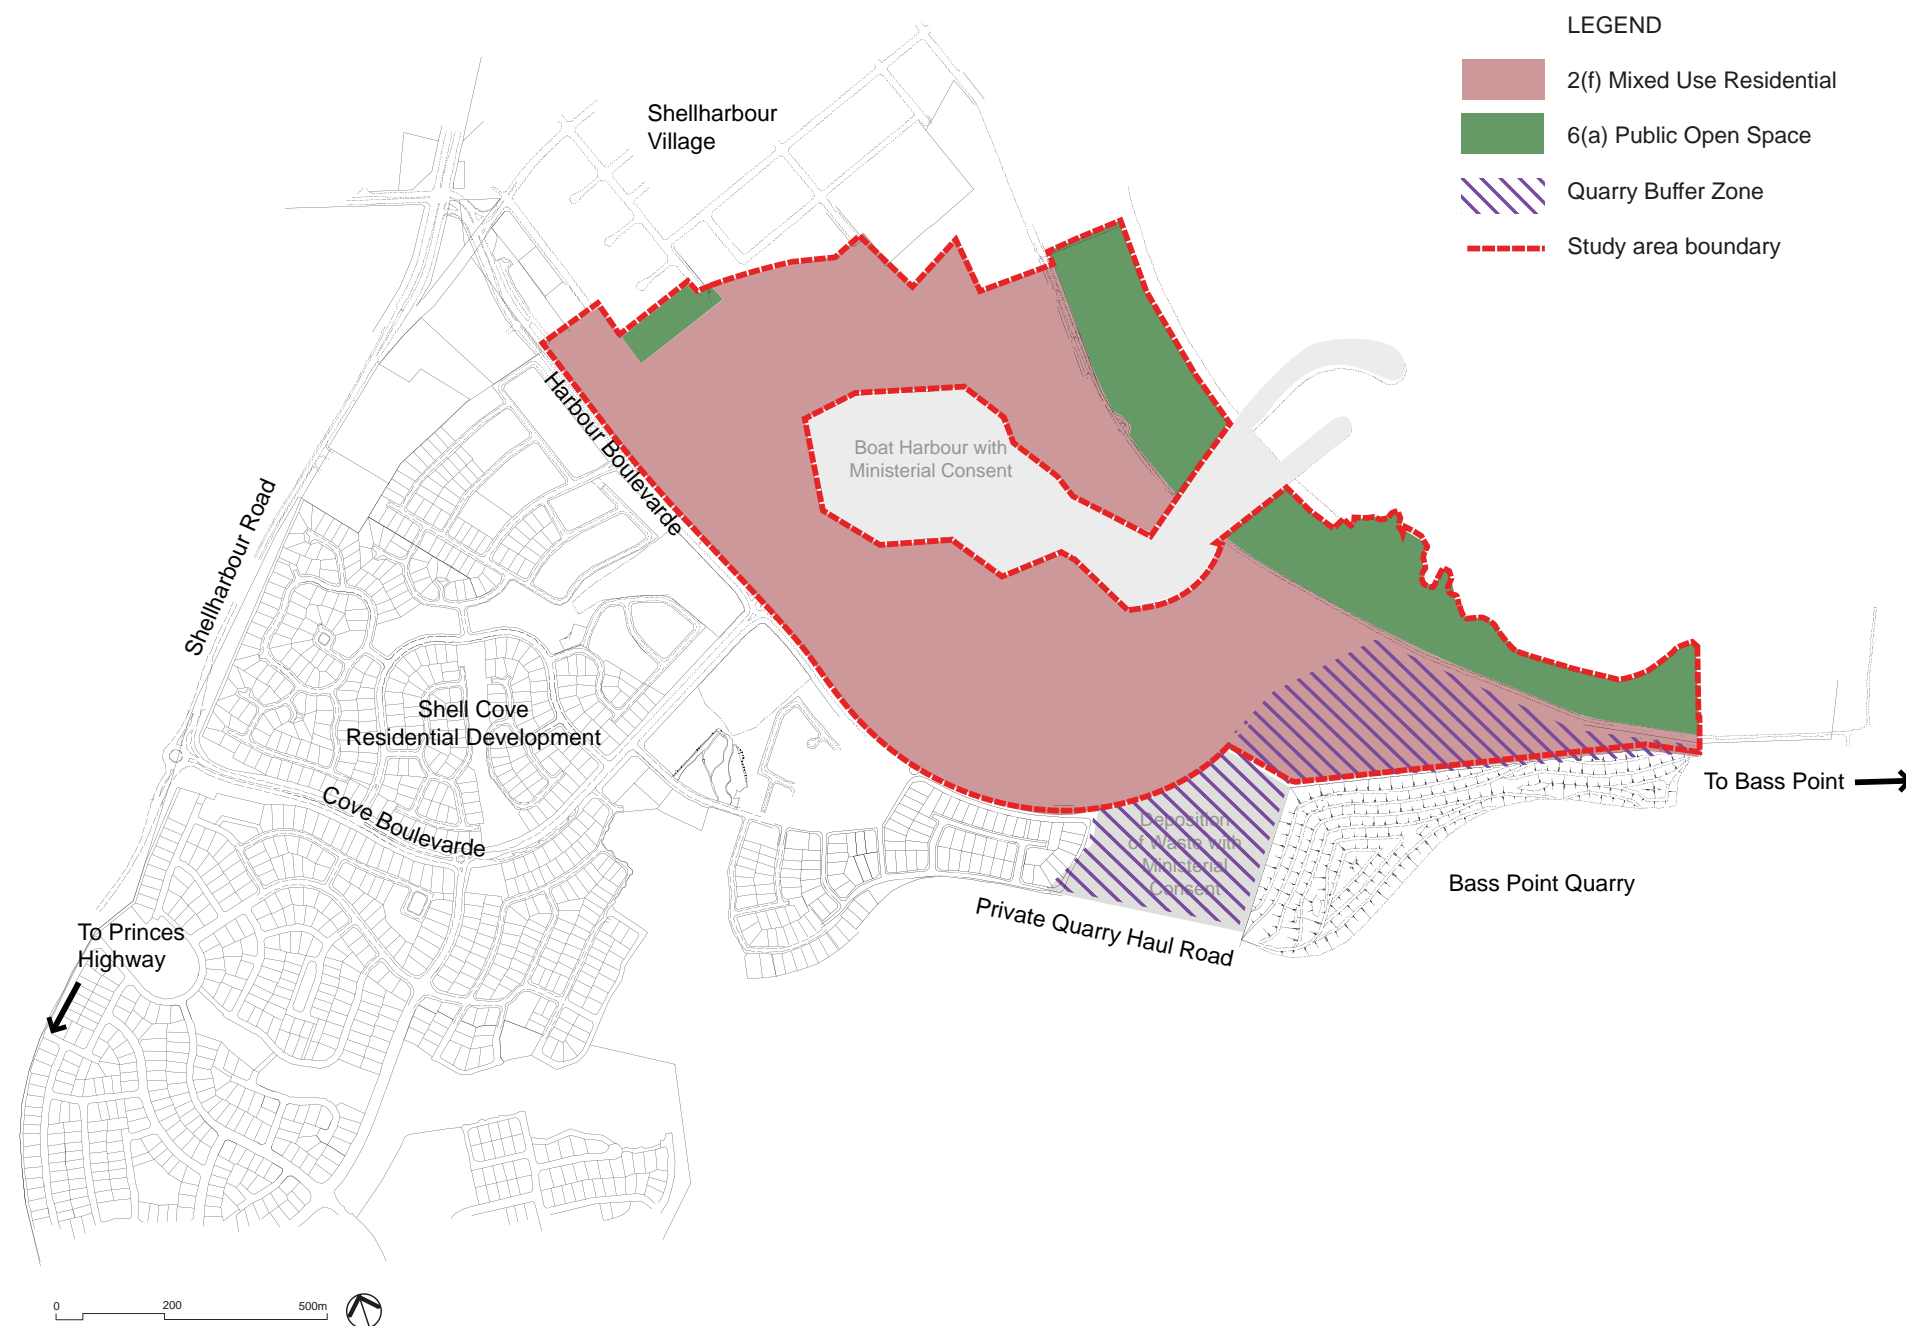 LEGEND
2(f) Mixed Use Residential
6(a) Public Open Space
Quarry Buffer Zone
Study area boundary
Shellharbour
Village
Harbour Boulevarde
Boat Harbour with
Ministerial Consent
Shellharbour Road
Shell Cove
Residential Development
Cove Boulevarde
To Bass Point
Deposition
of Waste with
Ministerial
Consent
Bass Point Quarry
Private Quarry Haul Road
To Princes
Highway
0 200 500m